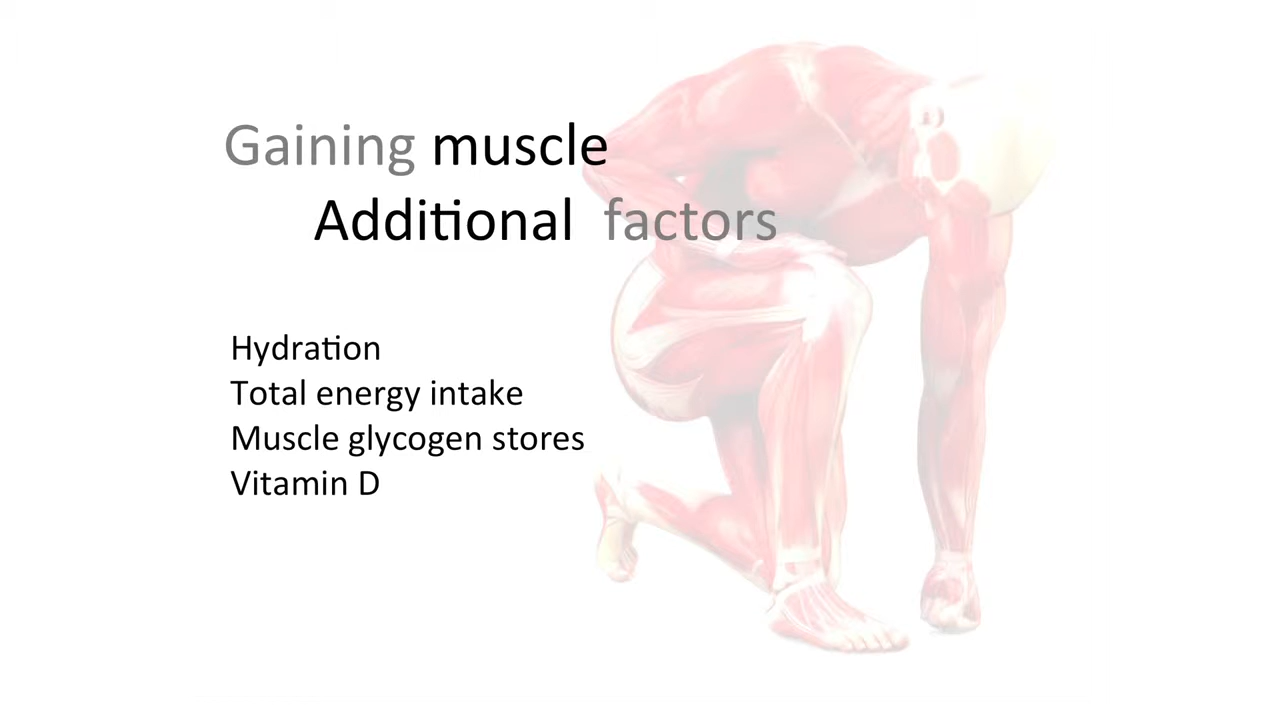 Gaining muscle
Additional factors
Hydration
Total energy intake
Muscle glycogen stores
Vitamin D